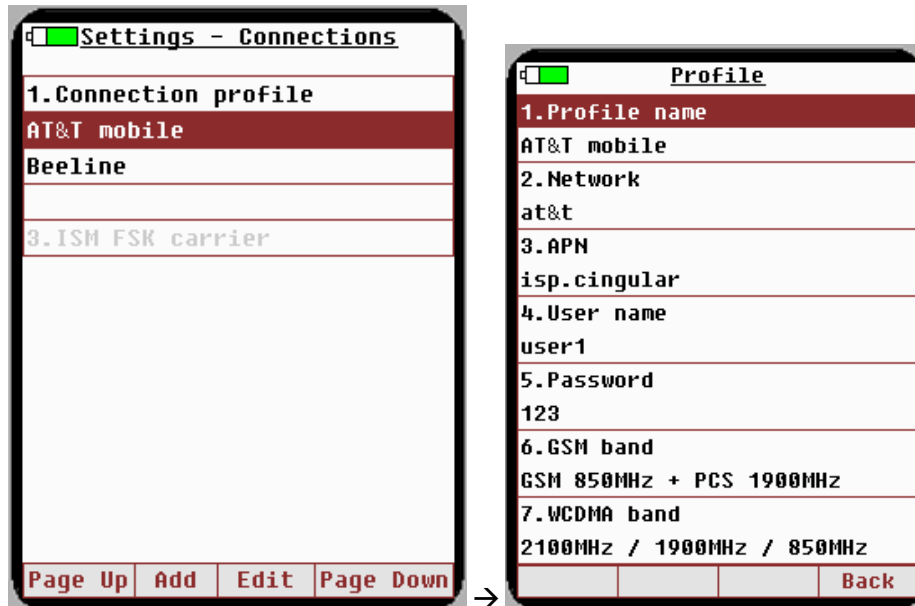 Settings - Connections
1.Connection profile
AT&T mobile
Beeline
3.ISM FSK carrier
Page Up Add Edit Page Down
→
Profile
1.Profile name
AT&T mobile
2.Network
at&t
3.APN
isp.cingular
4.User name
user1
5.Password
123
6.GSM band
GSM 850MHz + PCS 1900MHz
7.WCDMA band
2100MHz / 1900MHz / 850MHz
Back